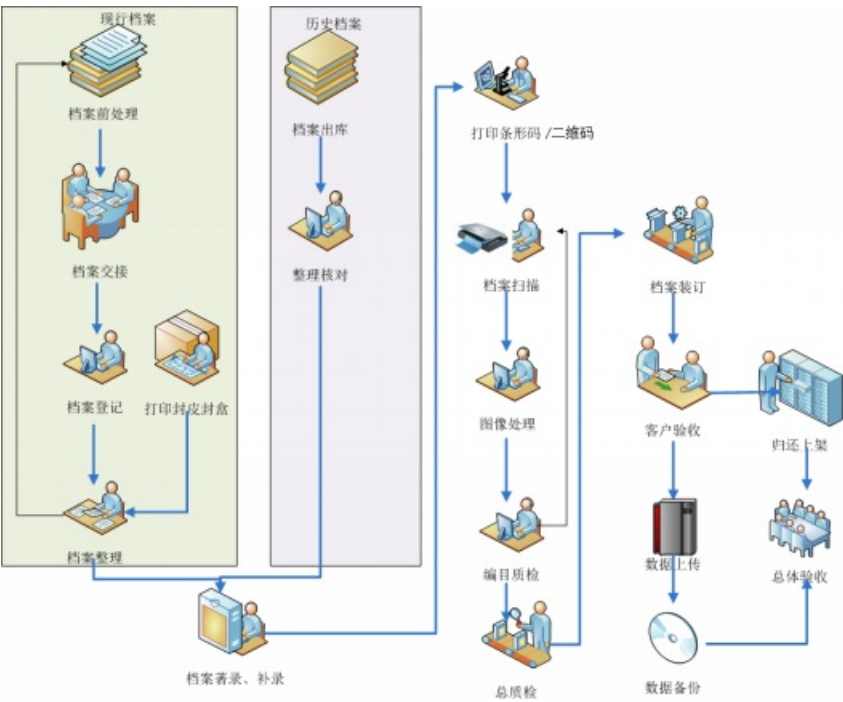 现行档案
档案前处理
档案交接
档案登记
打印封皮封盒
档案整理
历史档案
档案出库
整理核对
档案著录、补录
打印条形码 /二维码
档案扫描
图像处理
编目质检
总质检
档案装订
客户验收
归还上架
数据上传
总体验收
数据备份